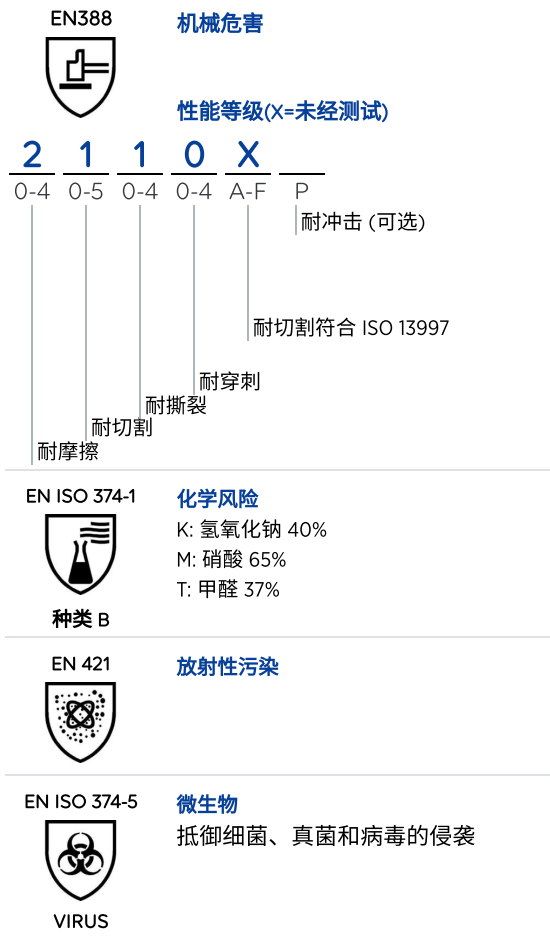 EN388
机械危害
性能等级(X=未经测试)
2 1 1 0 X
0-4 0-5 0-4 0-4 A-F P
耐冲击 (可选)
耐切割符合 ISO 13997
耐穿刺
耐撕裂
耐切割
耐摩擦
EN ISO 374-1
化学风险
K: 氢氧化钠 40%
M: 硝酸 65%
T: 甲醛 37%
种类 B
EN 421
放射性污染
EN ISO 374-5
微生物
抵御细菌、真菌和病毒的侵袭
VIRUS